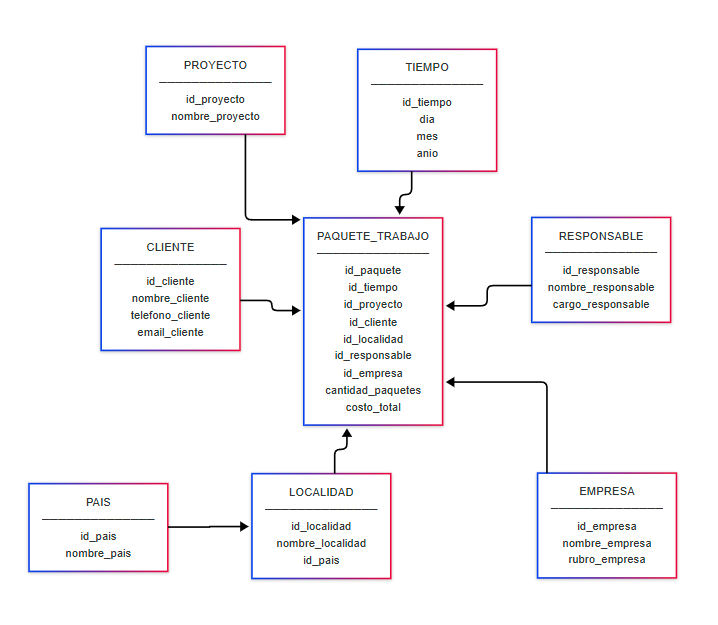 PROYECTO
id_proyecto
nombre_proyecto
TIEMPO
id_tiempo
dia
mes
anio
CLIENTE
id_cliente
nombre_cliente
telefono_cliente
email_cliente
PAQUETE_TRABAJO
id_paquete
id_tiempo
id_proyecto
id_cliente
id_localidad
id_responsable
id_empresa
cantidad_paquetes
costo_total
RESPONSABLE
id_responsable
nombre_responsable
cargo_responsable
PAIS
id_pais
nombre_pais
LOCALIDAD
id_localidad
nombre_localidad
id_pais
EMPRESA
id_empresa
nombre_empresa
rubro_empresa